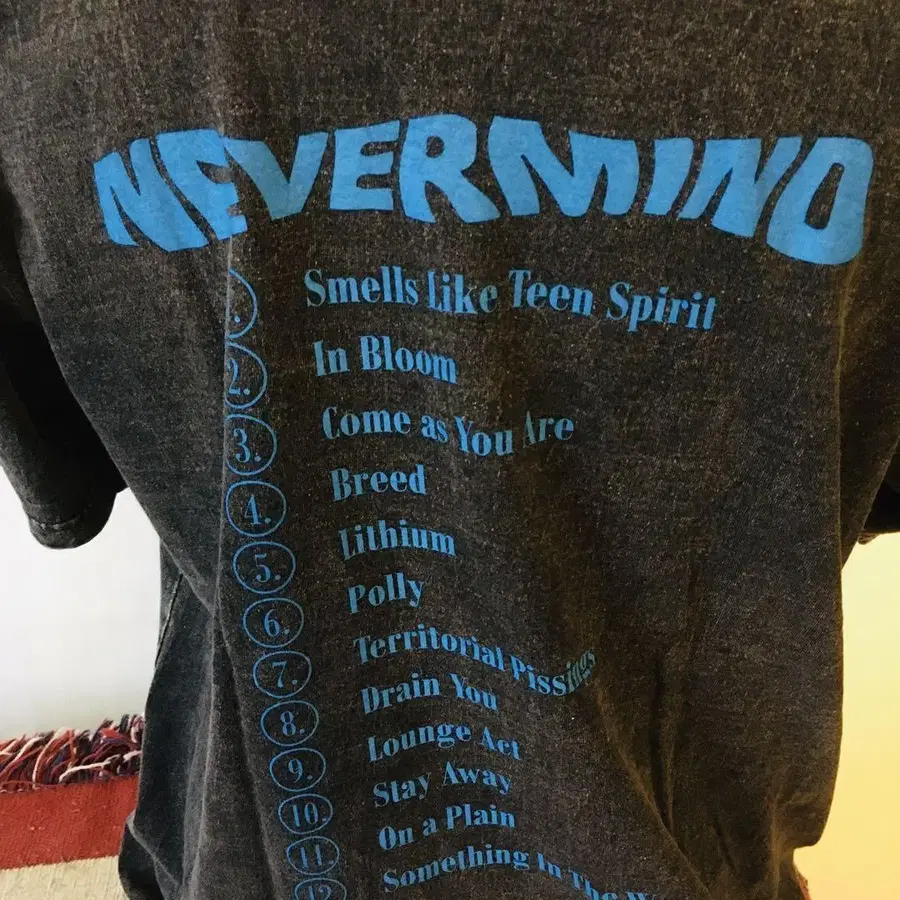 NEVERMIND
Smells Like Teen Spirit
2. In Bloom
3. Come as You Are
4. Breed
5. Lithium
6. Polly
7. Territorial Pissings
8. Drain You
9. Lounge Act
10. Stay Away
11. On a Plain
12 Something In The